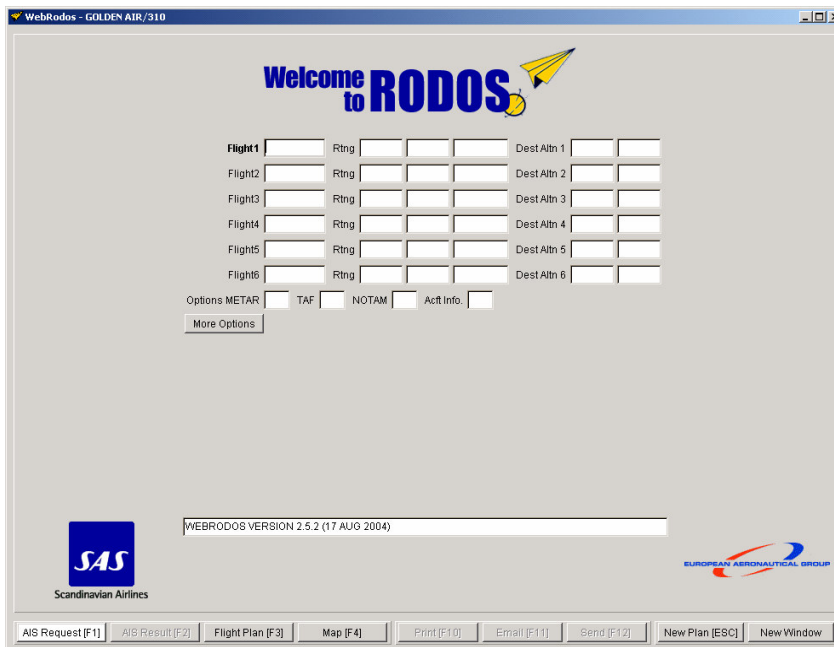 WebRodos - GOLDEN AIR/310
Welcome
to RODOS
Flight1 Rtng Dest Altn 1
Flight2 Rtng Dest Altn 2
Flight3 Rtng Dest Altn 3
Flight4 Rtng Dest Altn 4
Flight5 Rtng Dest Altn 5
Flight6 Rtng Dest Altn 6
Options METAR TAF NOTAM Acft Info.
More Options
WEBRODOS VERSION 2.5.2 (17 AUG 2004)
SAS
Scandinavian Airlines
EUROPEAN AERONAUTICAL GROUP
AIS Request [F1] AIS Result [F2] Flight Plan [F3] Map [F4] Print [F10] Email [F11] Send [F12] New Plan [ESC] New Window